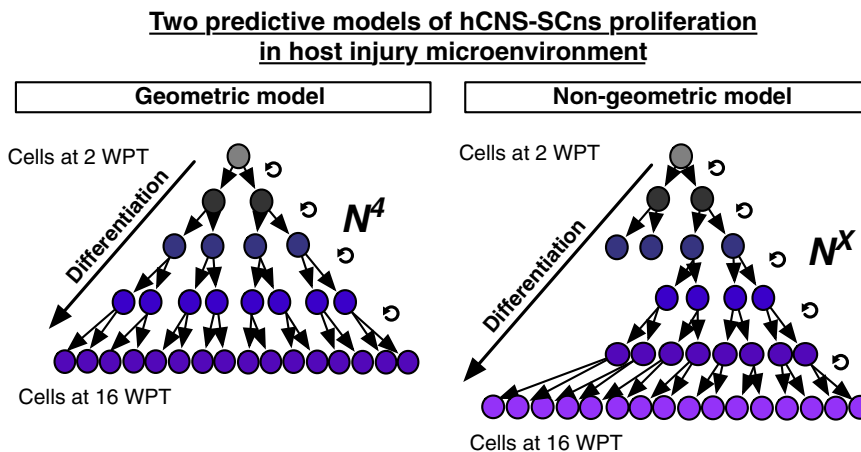 Two predictive models of hCNS-SCns proliferation
in host injury microenvironment
Geometric model
Cells at 2 WPT
Differentiation
N4
Cells at 16 WPT
Non-geometric model
Cells at 2 WPT
Differentiation
NX
Cells at 16 WPT